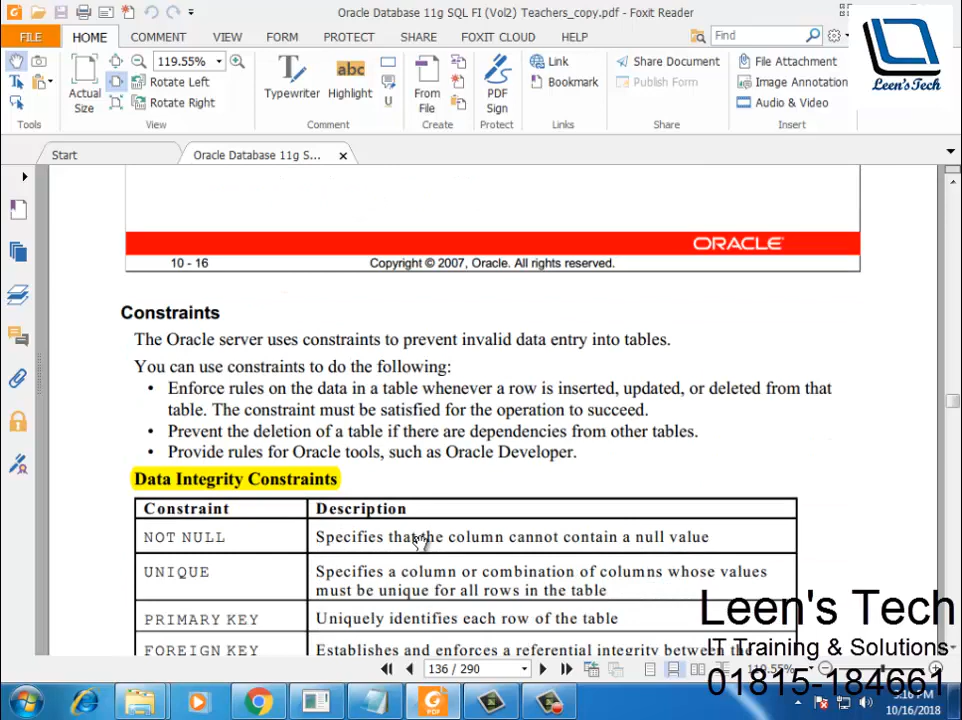 Oracle Database 11g SQL FI (Vol2) Teachers_copy.pdf - Foxit Reader
FILE HOME COMMENT VIEW FORM PROTECT SHARE FOXIT CLOUD HELP Find
Leen'sTech
Actual Size
119.55%
Rotate Left
Rotate Right
Typewriter
Highlight
From File
PDF Sign
Link
Bookmark
Share Document
Publish Form
File Attachment
Image Annotation
Audio & Video
Tools View Comment Create Protect Links Share Insert
Start Oracle Database 11g S...
ORACLE
10 - 16 Copyright © 2007, Oracle. All rights reserved.
Constraints
The Oracle server uses constraints to prevent invalid data entry into tables.
You can use constraints to do the following:
• Enforce rules on the data in a table whenever a row is inserted, updated, or deleted from that
table. The constraint must be satisfied for the operation to succeed.
• Prevent the deletion of a table if there are dependencies from other tables.
• Provide rules for Oracle tools, such as Oracle Developer.
Data Integrity Constraints
Constraint Description
NOT NULL Specifies that the column cannot contain a null value
UNIQUE Specifies a column or combination of columns whose values
must be unique for all rows in the table
PRIMARY KEY Uniquely identifies each row of the table
FOREIGN KEY Establishes and enforces a referential integrity between the
Leen's Tech
IT Training & Solutions
01815-184661
136 / 290
119.55%
PDF
5:16 PM
10/16/2018